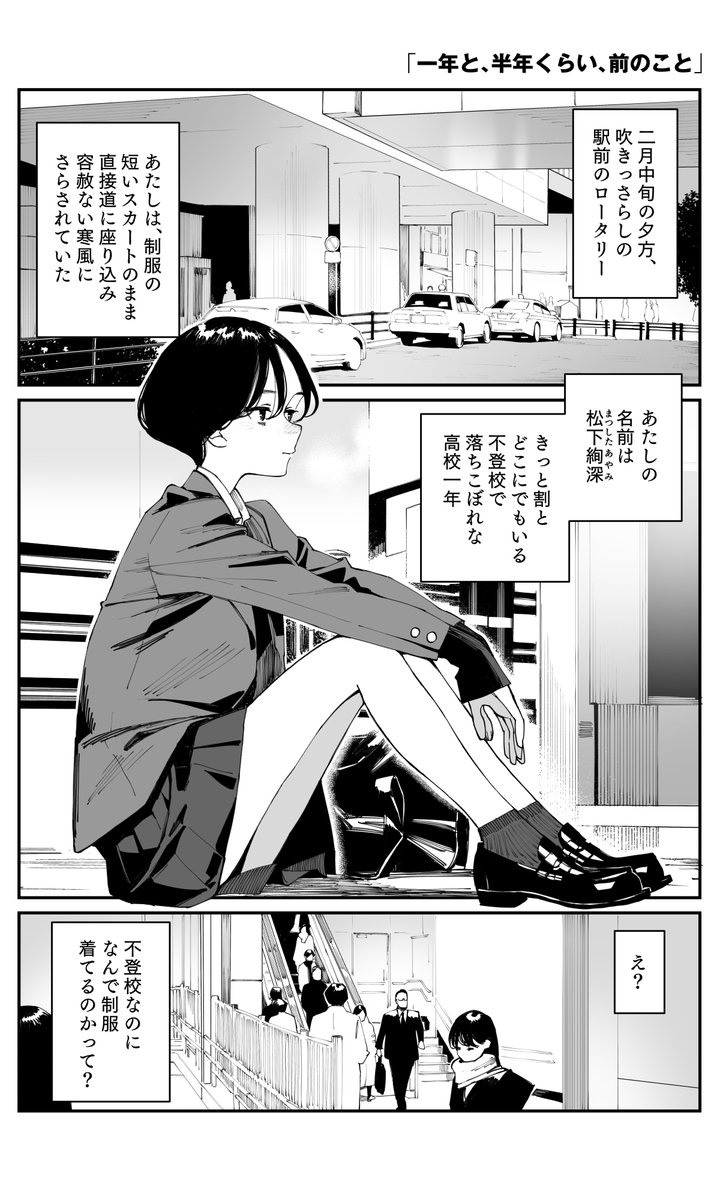 「一年と、半年くらい、前のこと」
二月中旬の夕方、
吹きっさらしの
駅前のロータリー
あたしは、制服の
短いスカートのまま
直接道に座り込み
容赦ない寒風に
さらされていた
あたしの
名前は
松下絢深
まつしたあやみ
きっと割と
どこにでもいる
不登校で
落ちこぼれな
高校一年
え？
不登校なのに
なんで制服
着てるのかって？